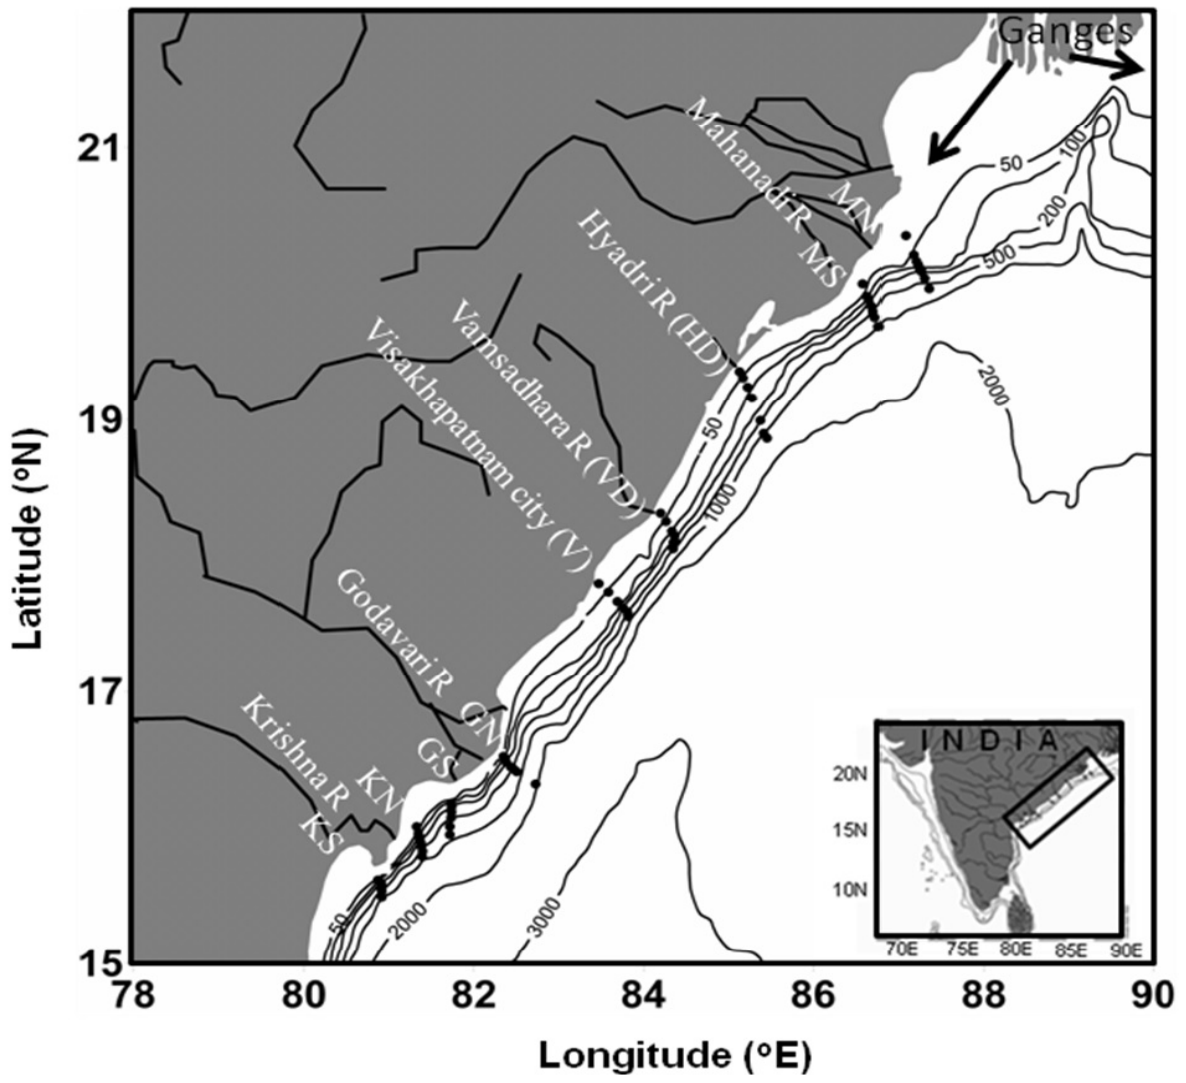 Ganges
21
50
100
200
500
Mahanadi R
MN
MS
Hyadri R (HD)
Vamsadhara R (VD)
Visakhapatnam city (V)
2000
19
50
1000
Godavari R
GN
GS
17
Krishna R
KN
KS
50
2000
3000
INDIA
20N
15N
10N
70E 75E 80E 85E 90E
15
78 80 82 84 86 88 90
Latitude (°N)
Longitude (°E)